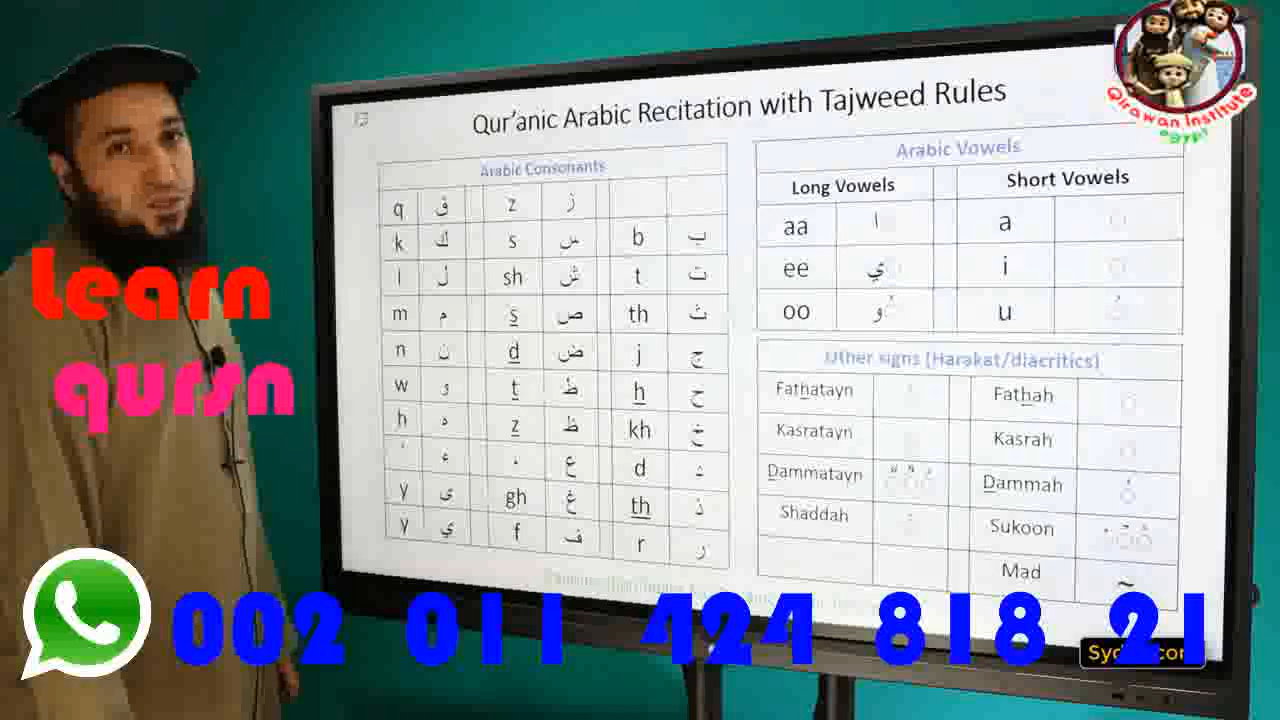 Qur'anic Arabic Recitation with Tajweed Rules
Qirawan Institute
egypt
Arabic Consonants
q ق z ز
k ك s س b ب
l ل sh ش t ت
m م s ص th ث
n ن d ض j ج
w و t ظ h ح
h ه z ظ kh خ
ء ع d
y ى gh غ th ذ
y ي f ف r ر
Arabic Vowels
Long Vowels Short Vowels
aa ا a
ee ي i
oo و u
Other signs (Harakat/diacritics)
Fathatayn Fathah
Kasratayn Kasrah
Dammatayn Dammah
Shaddah Sukoon
Mad ~
Learn
qursn
002 011 424 818 21